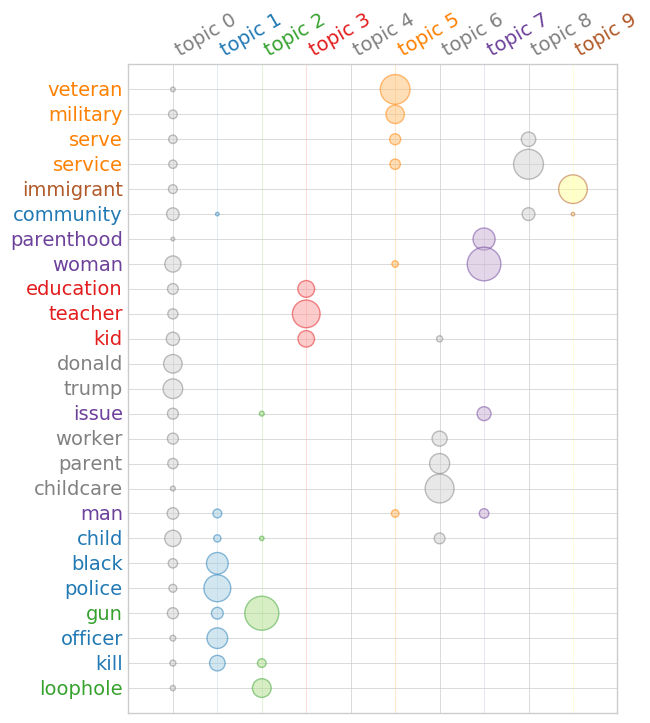 topic 0
topic 1
topic 2
topic 3
topic 4
topic 5
topic 6
topic 7
topic 8
topic 9
veteran
military
serve
service
immigrant
community
parenthood
woman
education
teacher
kid
donald
trump
issue
worker
parent
childcare
man
child
black
police
gun
officer
kill
loophole